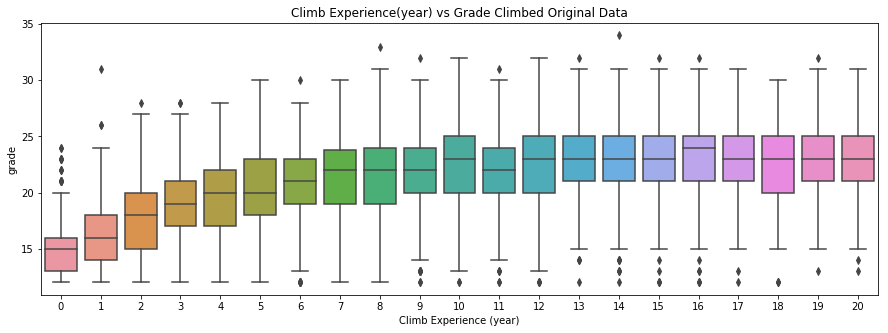 Climb Experience(year) vs Grade Climbed Original Data
35
30
25
20
15
grade
0 1 2 3 4 5 6 7 8 9 10 11 12 13 14 15 16 17 18 19 20
Climb Experience (year)